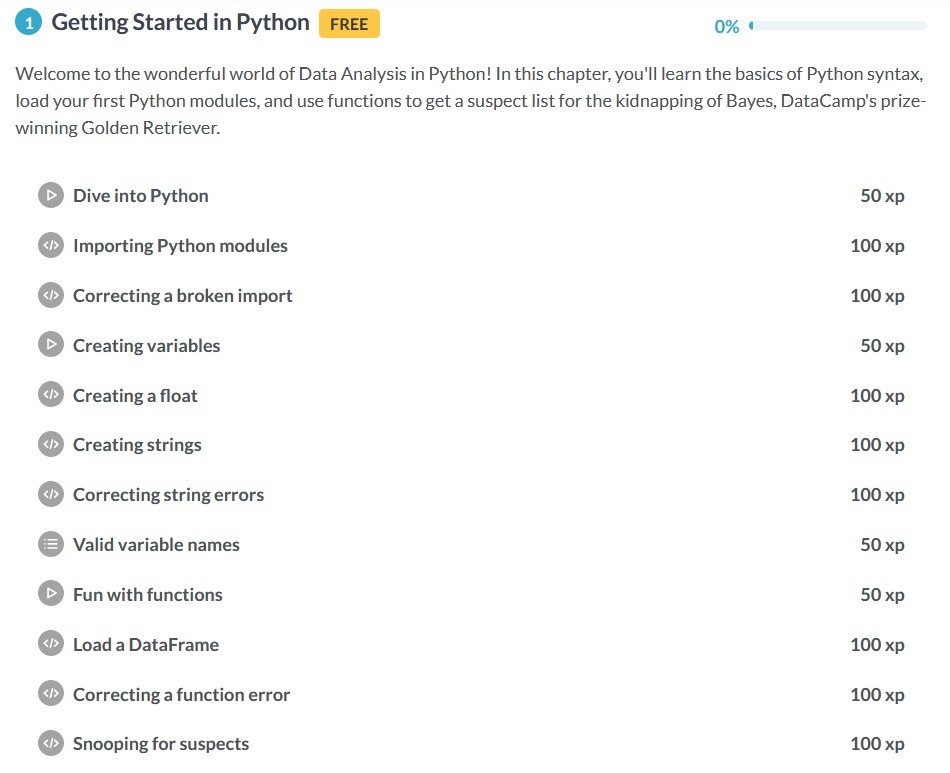 1 Getting Started in Python FREE 0%
Welcome to the wonderful world of Data Analysis in Python! In this chapter, you'll learn the basics of Python syntax,
load your first Python modules, and use functions to get a suspect list for the kidnapping of Bayes, DataCamp's prize-
winning Golden Retriever.
Dive into Python 50 xp
</> Importing Python modules 100 xp
</> Correcting a broken import 100 xp
Creating variables 50 xp
</> Creating a float 100 xp
</> Creating strings 100 xp
</> Correcting string errors 100 xp
Valid variable names 50 xp
Fun with functions 50 xp
</> Load a DataFrame 100 xp
</> Correcting a function error 100 xp
</> Snooping for suspects 100 xp